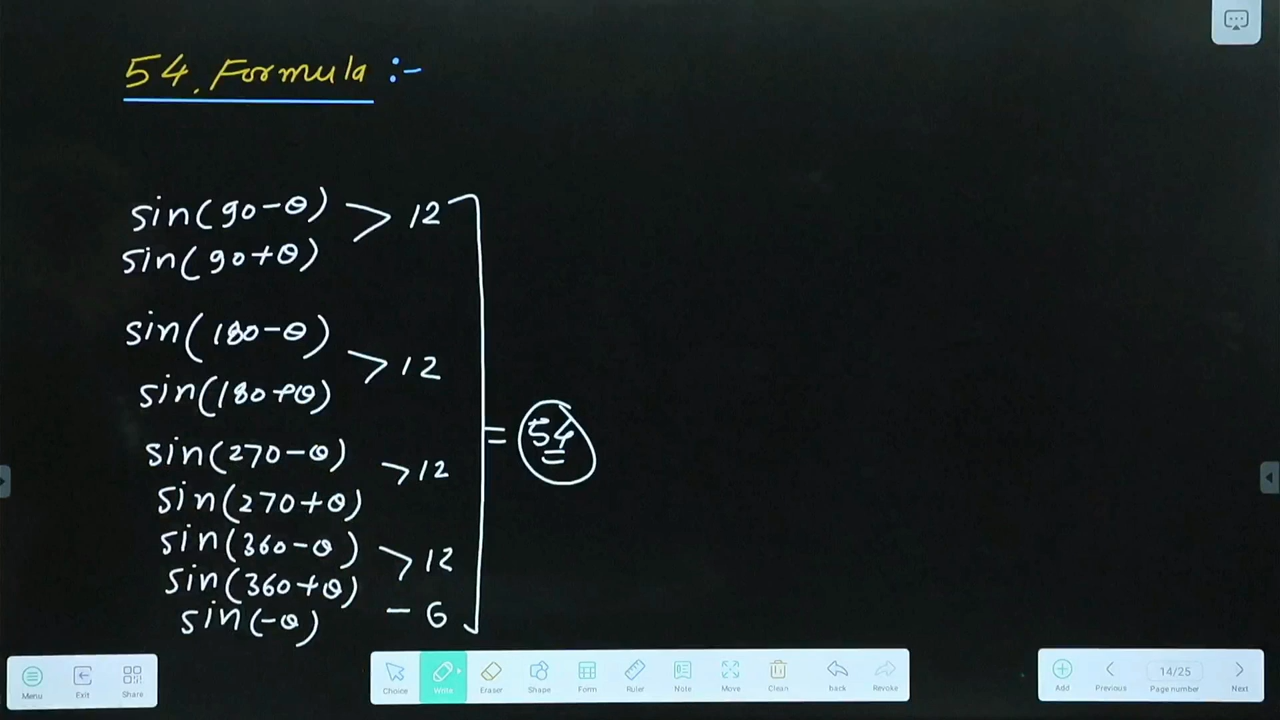 54. Formula :-
sin(90-θ) > 12
sin(90+θ)
sin(180-θ) > 12
sin(180+θ)
sin(270-θ) > 12
sin(270+θ)
sin(360-θ) > 12
sin(360+θ)
sin(-θ) - 6
= 54
Menu Exit Share
Choice Write Eraser Shape Form Ruler Note Move Clean back Revoke
Add Previous 14/25 Page number Next